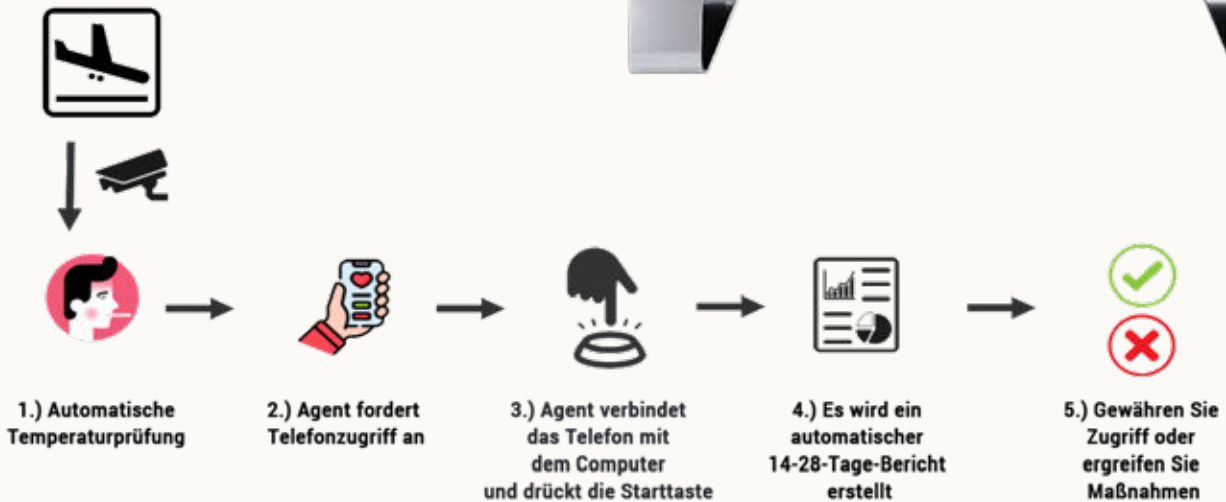 1.) Automatische
Temperaturprüfung
2.) Agent fordert
Telefonzugriff an
3.) Agent verbindet
das Telefon mit
dem Computer
und drückt die Starttaste
4.) Es wird ein
automatischer
14-28-Tage-Bericht
erstellt
5.) Gewähren Sie
Zugriff oder
ergreifen Sie
Maßnahmen